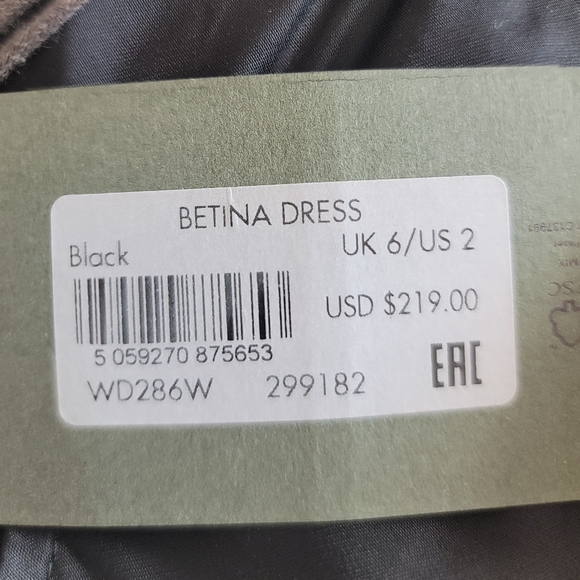 BETINA DRESS
Black
UK 6/US 2
USD $219.00
5 059270 875653
WD286W
299182
EAC